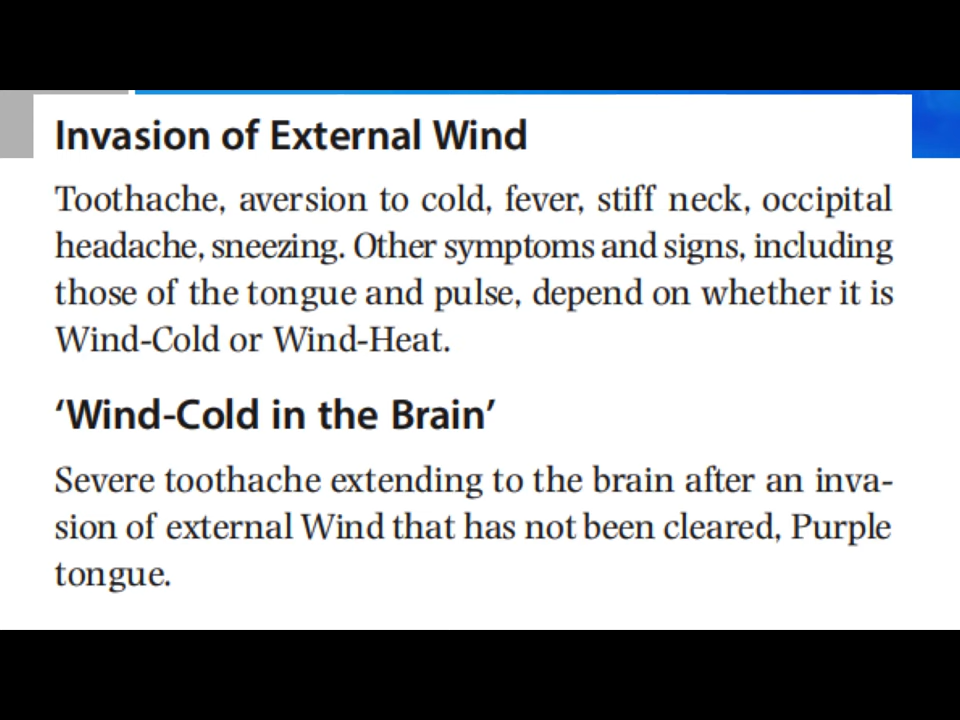 Invasion of External Wind
Toothache, aversion to cold, fever, stiff neck, occipital
headache, sneezing. Other symptoms and signs, including
those of the tongue and pulse, depend on whether it is
Wind-Cold or Wind-Heat.
‘Wind-Cold in the Brain’
Severe toothache extending to the brain after an inva-
sion of external Wind that has not been cleared, Purple
tongue.